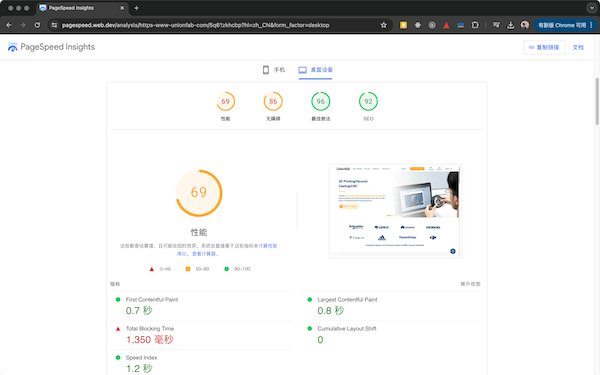 PageSpeed Insights
pagespeed.web.dev/analysis/https-www-unionfab-com/5q61zkhcbp?hl=zh_CN&form_factor=desktop
有新版 Chrome 可用
PageSpeed Insights
复制链接
文档
手机
桌面设备
69
86
96
92
性能
无障碍
最佳做法
SEO
69
性能
这些都是估算值，且可能会因时而异。系统会直接基于这些指标来计算性能
得分。查看计算器。
0–49
50–89
90–100
3D Printing/Vacuum
Casting/CNC
SIEMENS
指标
展开视图
First Contentful Paint
0.7 秒
Largest Contentful Paint
0.8 秒
Total Blocking Time
1,350 毫秒
Cumulative Layout Shift
0
Speed Index
1.2 秒